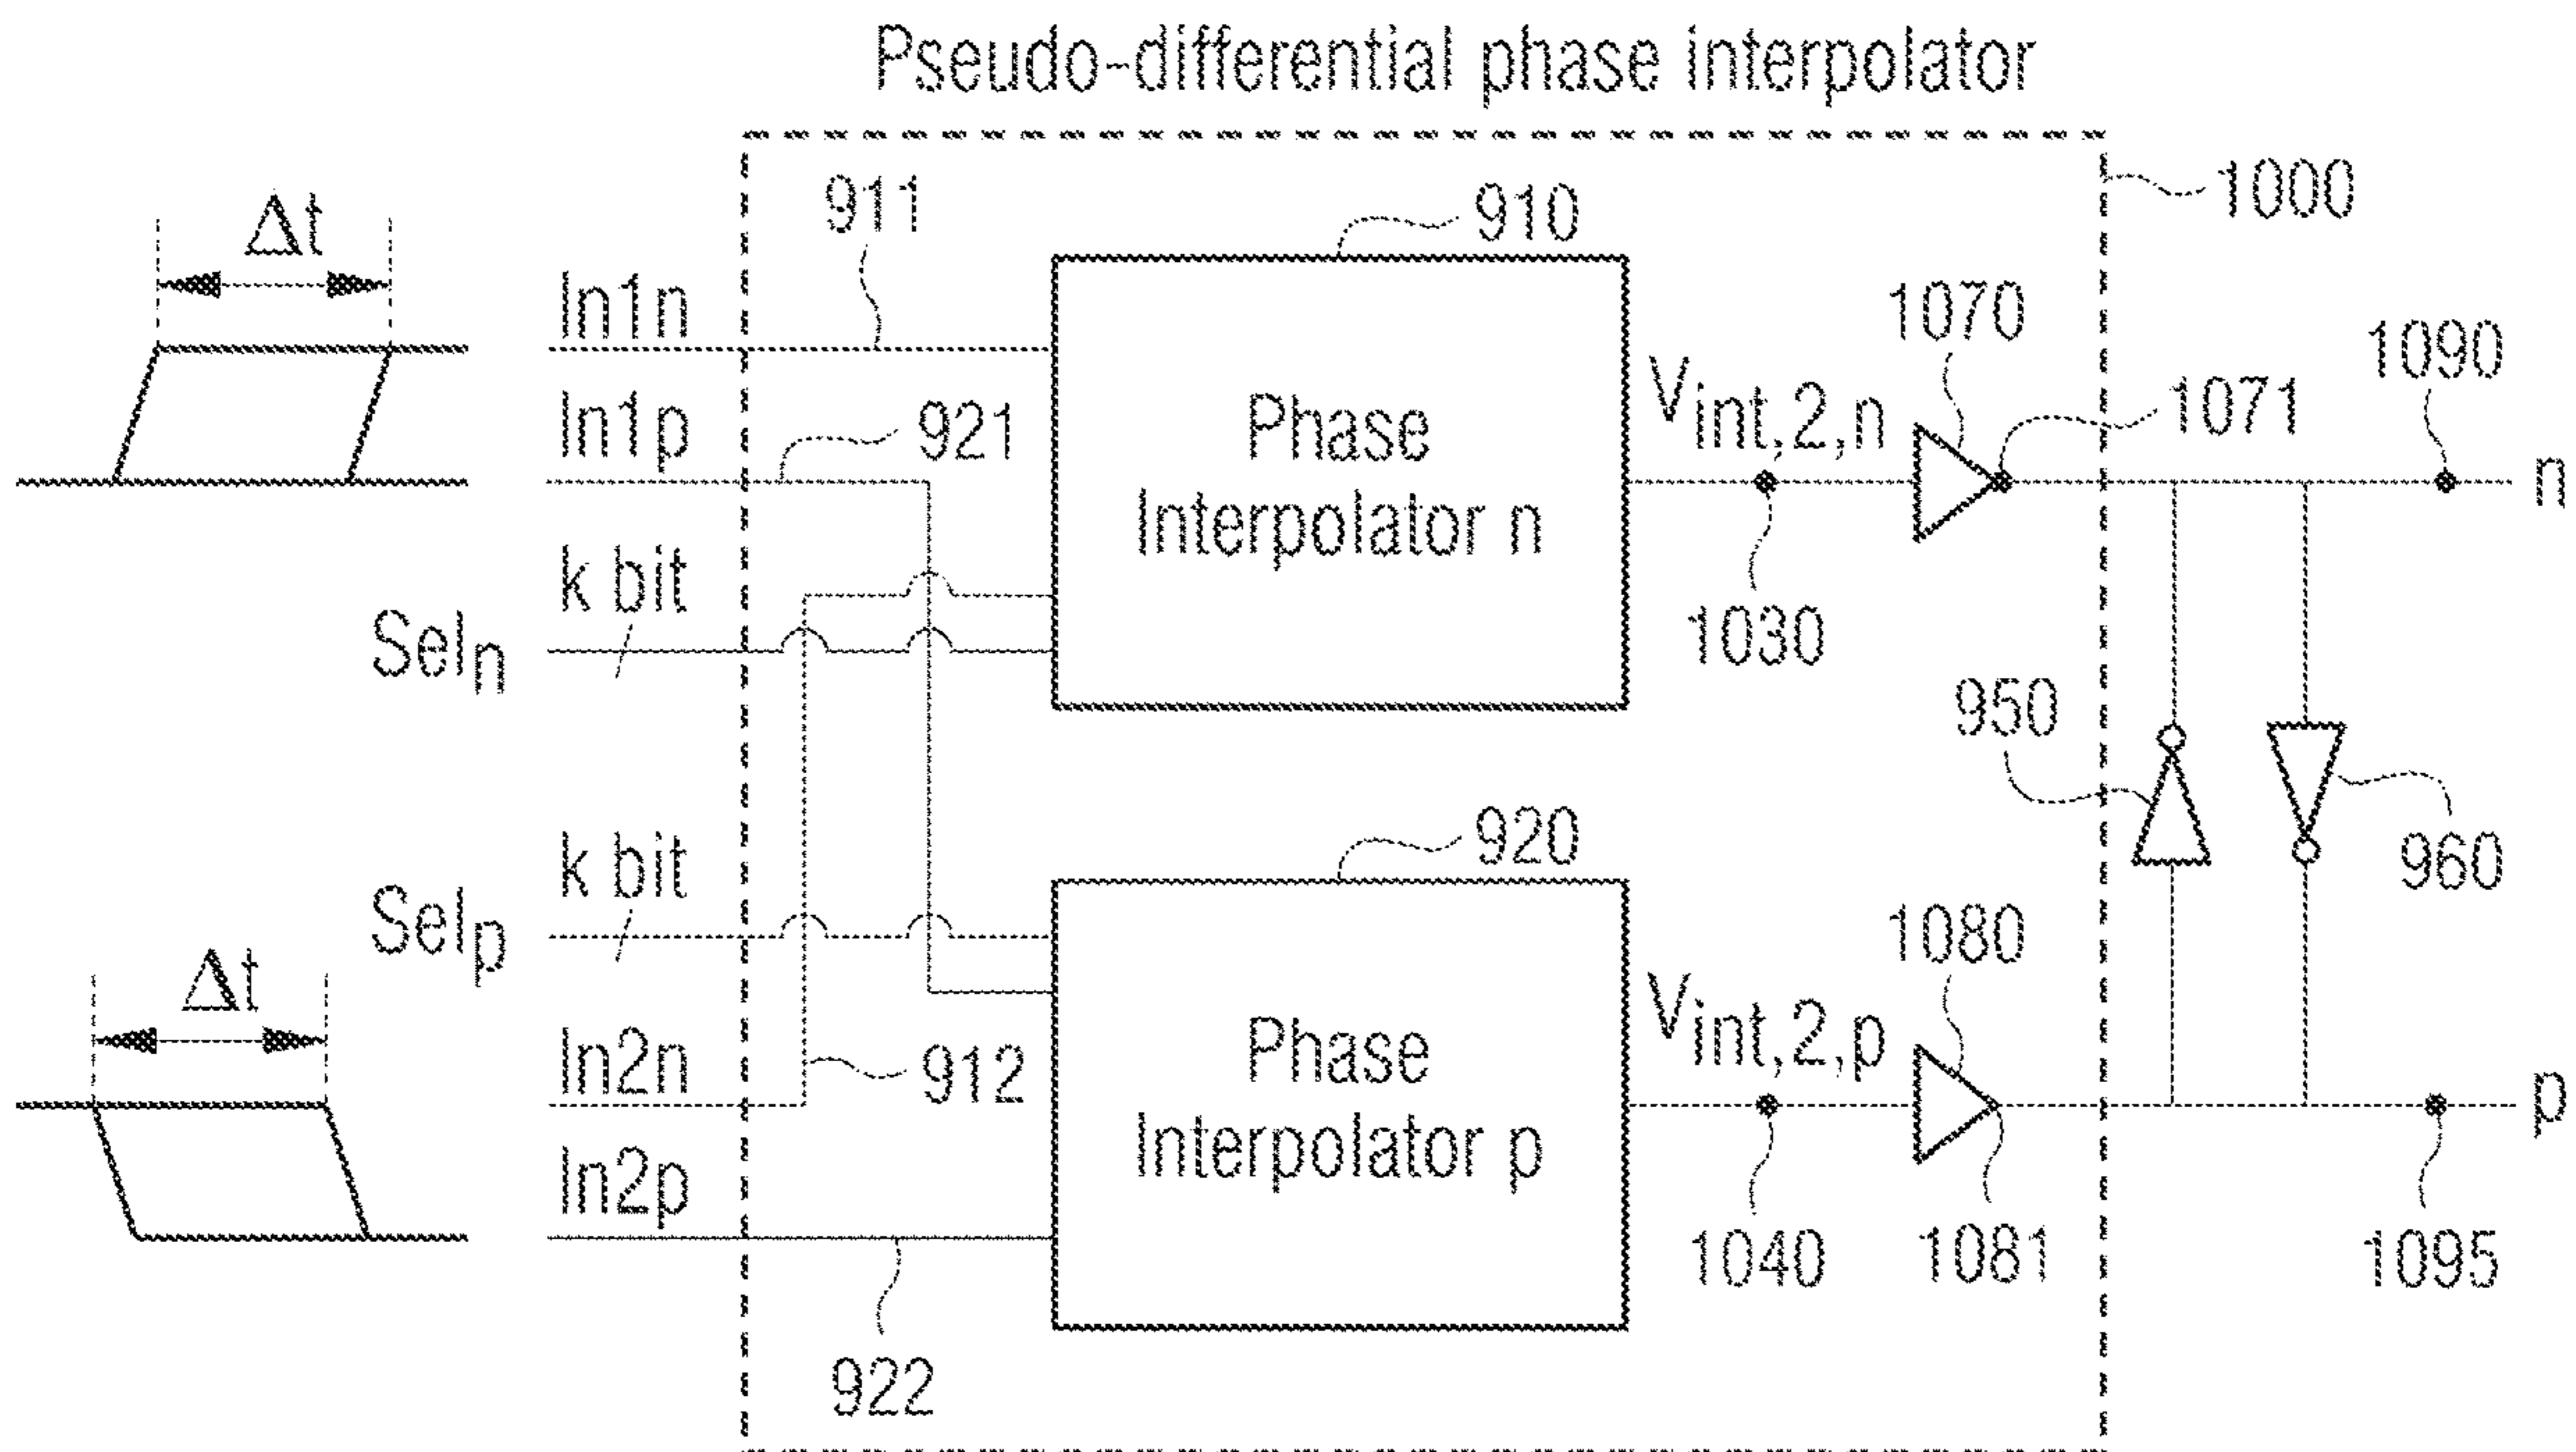 Pseudo-differential phase interpolator
1000
911
910
Δt
In1n
1070
1090
In1p
921
Phase
Interpolator n
Vint,2,n
1071
n
k bit
Seln
1030
950
960
k bit
Selp
920
1080
Δt
In2n
912
Phase
Interpolator p
Vint,2,p
p
In2p
1040
1081
1095
922